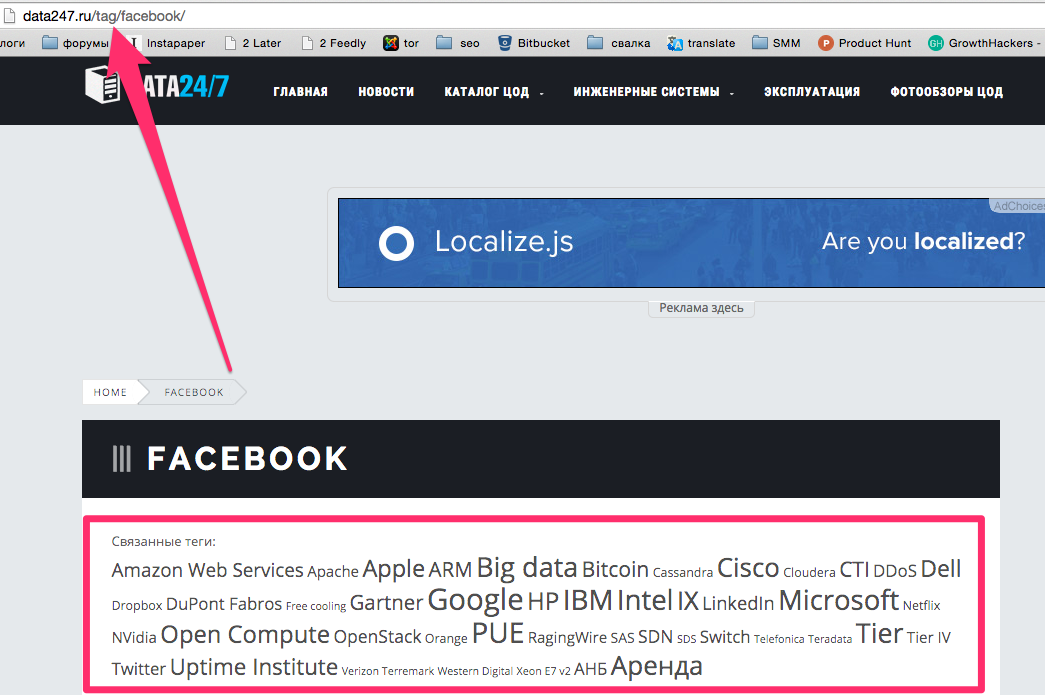 data247.ru/tag/facebook/
логи форумы Instapaper 2 Later 2 Feedly tor seo Bitbucket свалка translate SMM Product Hunt GH GrowthHackers -
АТА24/7 ГЛАВНАЯ НОВОСТИ КАТАЛОГ ЦОД ИНЖЕНЕРНЫЕ СИСТЕМЫ ЭКСПЛУАТАЦИЯ ФОТООБЗОРЫ ЦОД
AdChoices
Localize.js Are you localized?
Реклама здесь
HOME FACEBOOK
FACEBOOK
Связанные теги:
Amazon Web Services Apache Apple ARM Big data Bitcoin Cassandra Cisco Cloudera CTI DDoS Dell
Dropbox DuPont Fabros Free cooling Gartner Google HP IBM Intel IX LinkedIn Microsoft Netflix
NVidia Open Compute OpenStack Orange PUE RagingWire SAS SDN SDS Switch Telefonica Teradata Tier Tier IV
Twitter Uptime Institute Verizon Terremark Western Digital Xeon E7 v2 АНБ Аренда